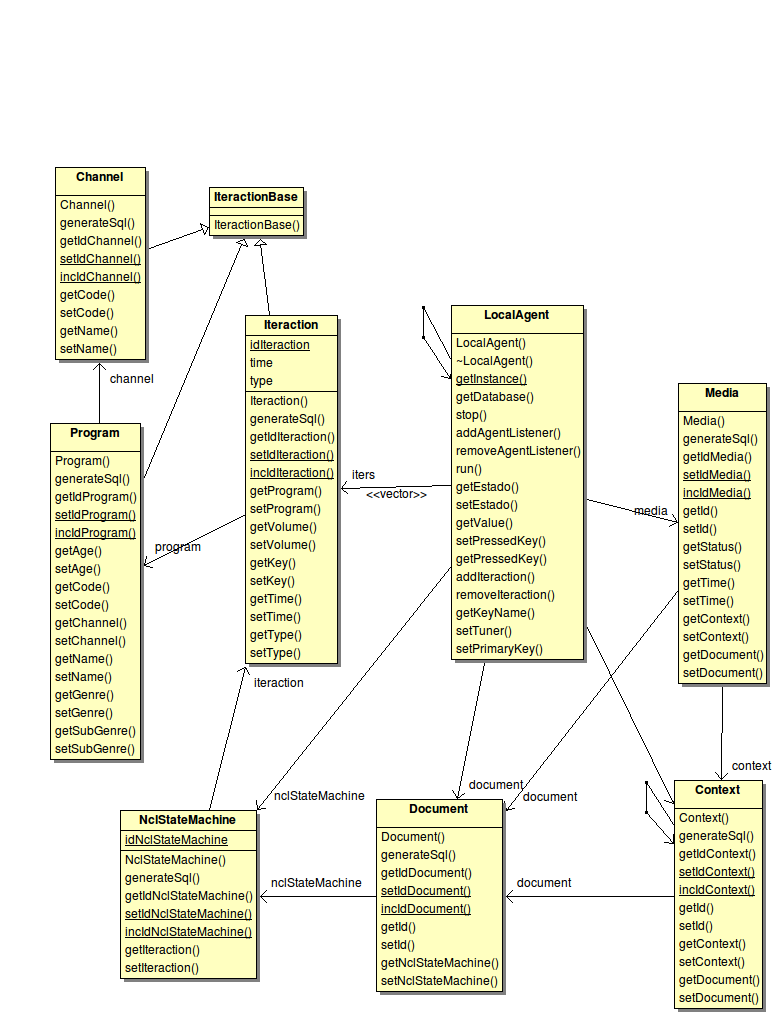 Channel
Channel()
generateSql()
getIdChannel()
setIdChannel()
incIdChannel()
getCode()
setCode()
getName()
setName()
IteractionBase
IteractionBase()
channel
Program
Program()
generateSql()
getIdProgram()
setIdProgram()
incIdProgram()
getAge()
setAge()
getCode()
setCode()
getChannel()
setChannel()
getName()
setName()
getGenre()
setGenre()
getSubGenre()
setSubGenre()
program
Iteraction
idIteraction
time
type
Iteraction()
generateSql()
getIdIteraction()
setIdIteraction()
incIdIteraction()
getProgram()
setProgram()
getVolume()
setVolume()
getKey()
setKey()
getTime()
setTime()
getType()
setType()
iteraction
iters
<<vector>>
LocalAgent
LocalAgent()
~LocalAgent()
getInstance()
getDatabase()
stop()
addAgentListener()
removeAgentListener()
run()
getEstado()
setEstado()
getValue()
setPressedKey()
getPressedKey()
addIteraction()
removeIteraction()
getKeyName()
setTuner()
setPrimaryKey()
media
Media
Media()
generateSql()
getIdMedia()
setIdMedia()
incIdMedia()
getId()
setId()
getStatus()
setStatus()
getTime()
setTime()
getContext()
setContext()
getDocument()
setDocument()
context
nclStateMachine
document
document
NclStateMachine
idNclStateMachine
NclStateMachine()
generateSql()
getIdNclStateMachine()
setIdNclStateMachine()
incIdNclStateMachine()
getIteraction()
setIteraction()
nclStateMachine
Document
Document()
generateSql()
getIdDocument()
setIdDocument()
incIdDocument()
getId()
setId()
getNclStateMachine()
setNclStateMachine()
document
Context
Context()
generateSql()
getIdContext()
setIdContext()
incIdContext()
getId()
setId()
getContext()
setContext()
getDocument()
setDocument()